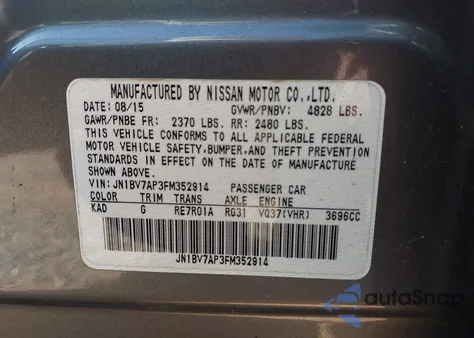 MANUFACTURED BY NISSAN MOTOR CO.,LTD.
DATE: 08/15 GVWR/PNBV: 4828 LBS.
GAWR/PNBE FR: 2370 LBS. RR: 2480 LBS.
THIS VEHICLE CONFORMS TO ALL APPLICABLE FEDERAL
MOTOR VEHICLE SAFETY,BUMPER,AND THEFT PREVENTION
STANDARDS IN EFFECT ON THE DATE OF MANUFACTURE
SHOWN ABOVE.
VIN: JN1BV7AP3FM352914 PASSENGER CAR
COLOR TRIM TRANS AXLE ENGINE
KAD G RE7R01A RG31 VQ37(VHR) 3696CC
JN1BV7AP3FM352914
autoSnap